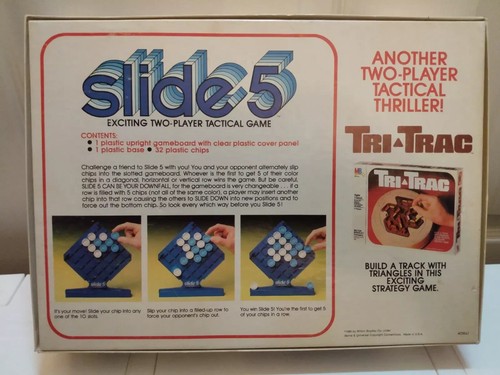 slide 5
EXCITING TWO-PLAYER TACTICAL GAME
CONTENTS:
● 1 plastic upright gameboard with clear plastic cover panel
● 1 plastic base ● 32 plastic chips
Challenge a friend to Slide 5 with you! You and your opponent alternately slip
chips into the slotted gameboard. Whoever is the first to get 5 of their color
chips in a diagonal, horizontal or vertical row wins the game. But be careful.
SLIDE 5 CAN BE YOUR DOWNFALL, for the gameboard is very changeable . . . if a
row is filled with 5 chips (not all of the same color), a player may insert another
chip into that row causing the others to SLIDE DOWN into new positions and to
force out the bottom chip. So look every which way before you Slide 5!
It's your move! Slide your chip into any
one of the 10 slots.
Slip your chip into a filled-up row to
force your opponent's chip out.
You win Slide 5! You're the first to get 5
of your chips in a row.
ANOTHER
TWO-PLAYER
TACTICAL
THRILLER!
TRI▲TRAC
MB
TRI▲TRAC
BUILD A TRACK WITH
TRIANGLES IN THIS
EXCITING
STRATEGY GAME.